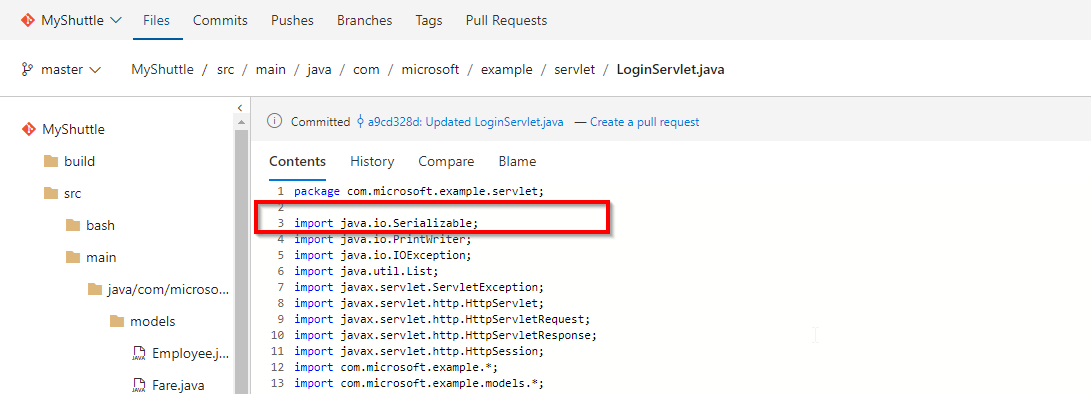 MyShuttle Files Commits Pushes Branches Tags Pull Requests
master MyShuttle / src / main / java / com / microsoft / example / servlet / LoginServlet.java
MyShuttle
build
src
bash
main
java/com/microso...
models
Employee.j...
Fare.java
Committed a9cd328d: Updated LoginServlet.java — Create a pull request
Contents History Compare Blame
1 package com.microsoft.example.servlet;
2
3 import java.io.Serializable;
4 import java.io.PrintWriter;
5 import java.io.IOException;
6 import java.util.List;
7 import javax.servlet.ServletException;
8 import javax.servlet.http.HttpServlet;
9 import javax.servlet.http.HttpServletRequest;
10 import javax.servlet.http.HttpServletResponse;
11 import javax.servlet.http.HttpSession;
12 import com.microsoft.example.*;
13 import com.microsoft.example.models.*;